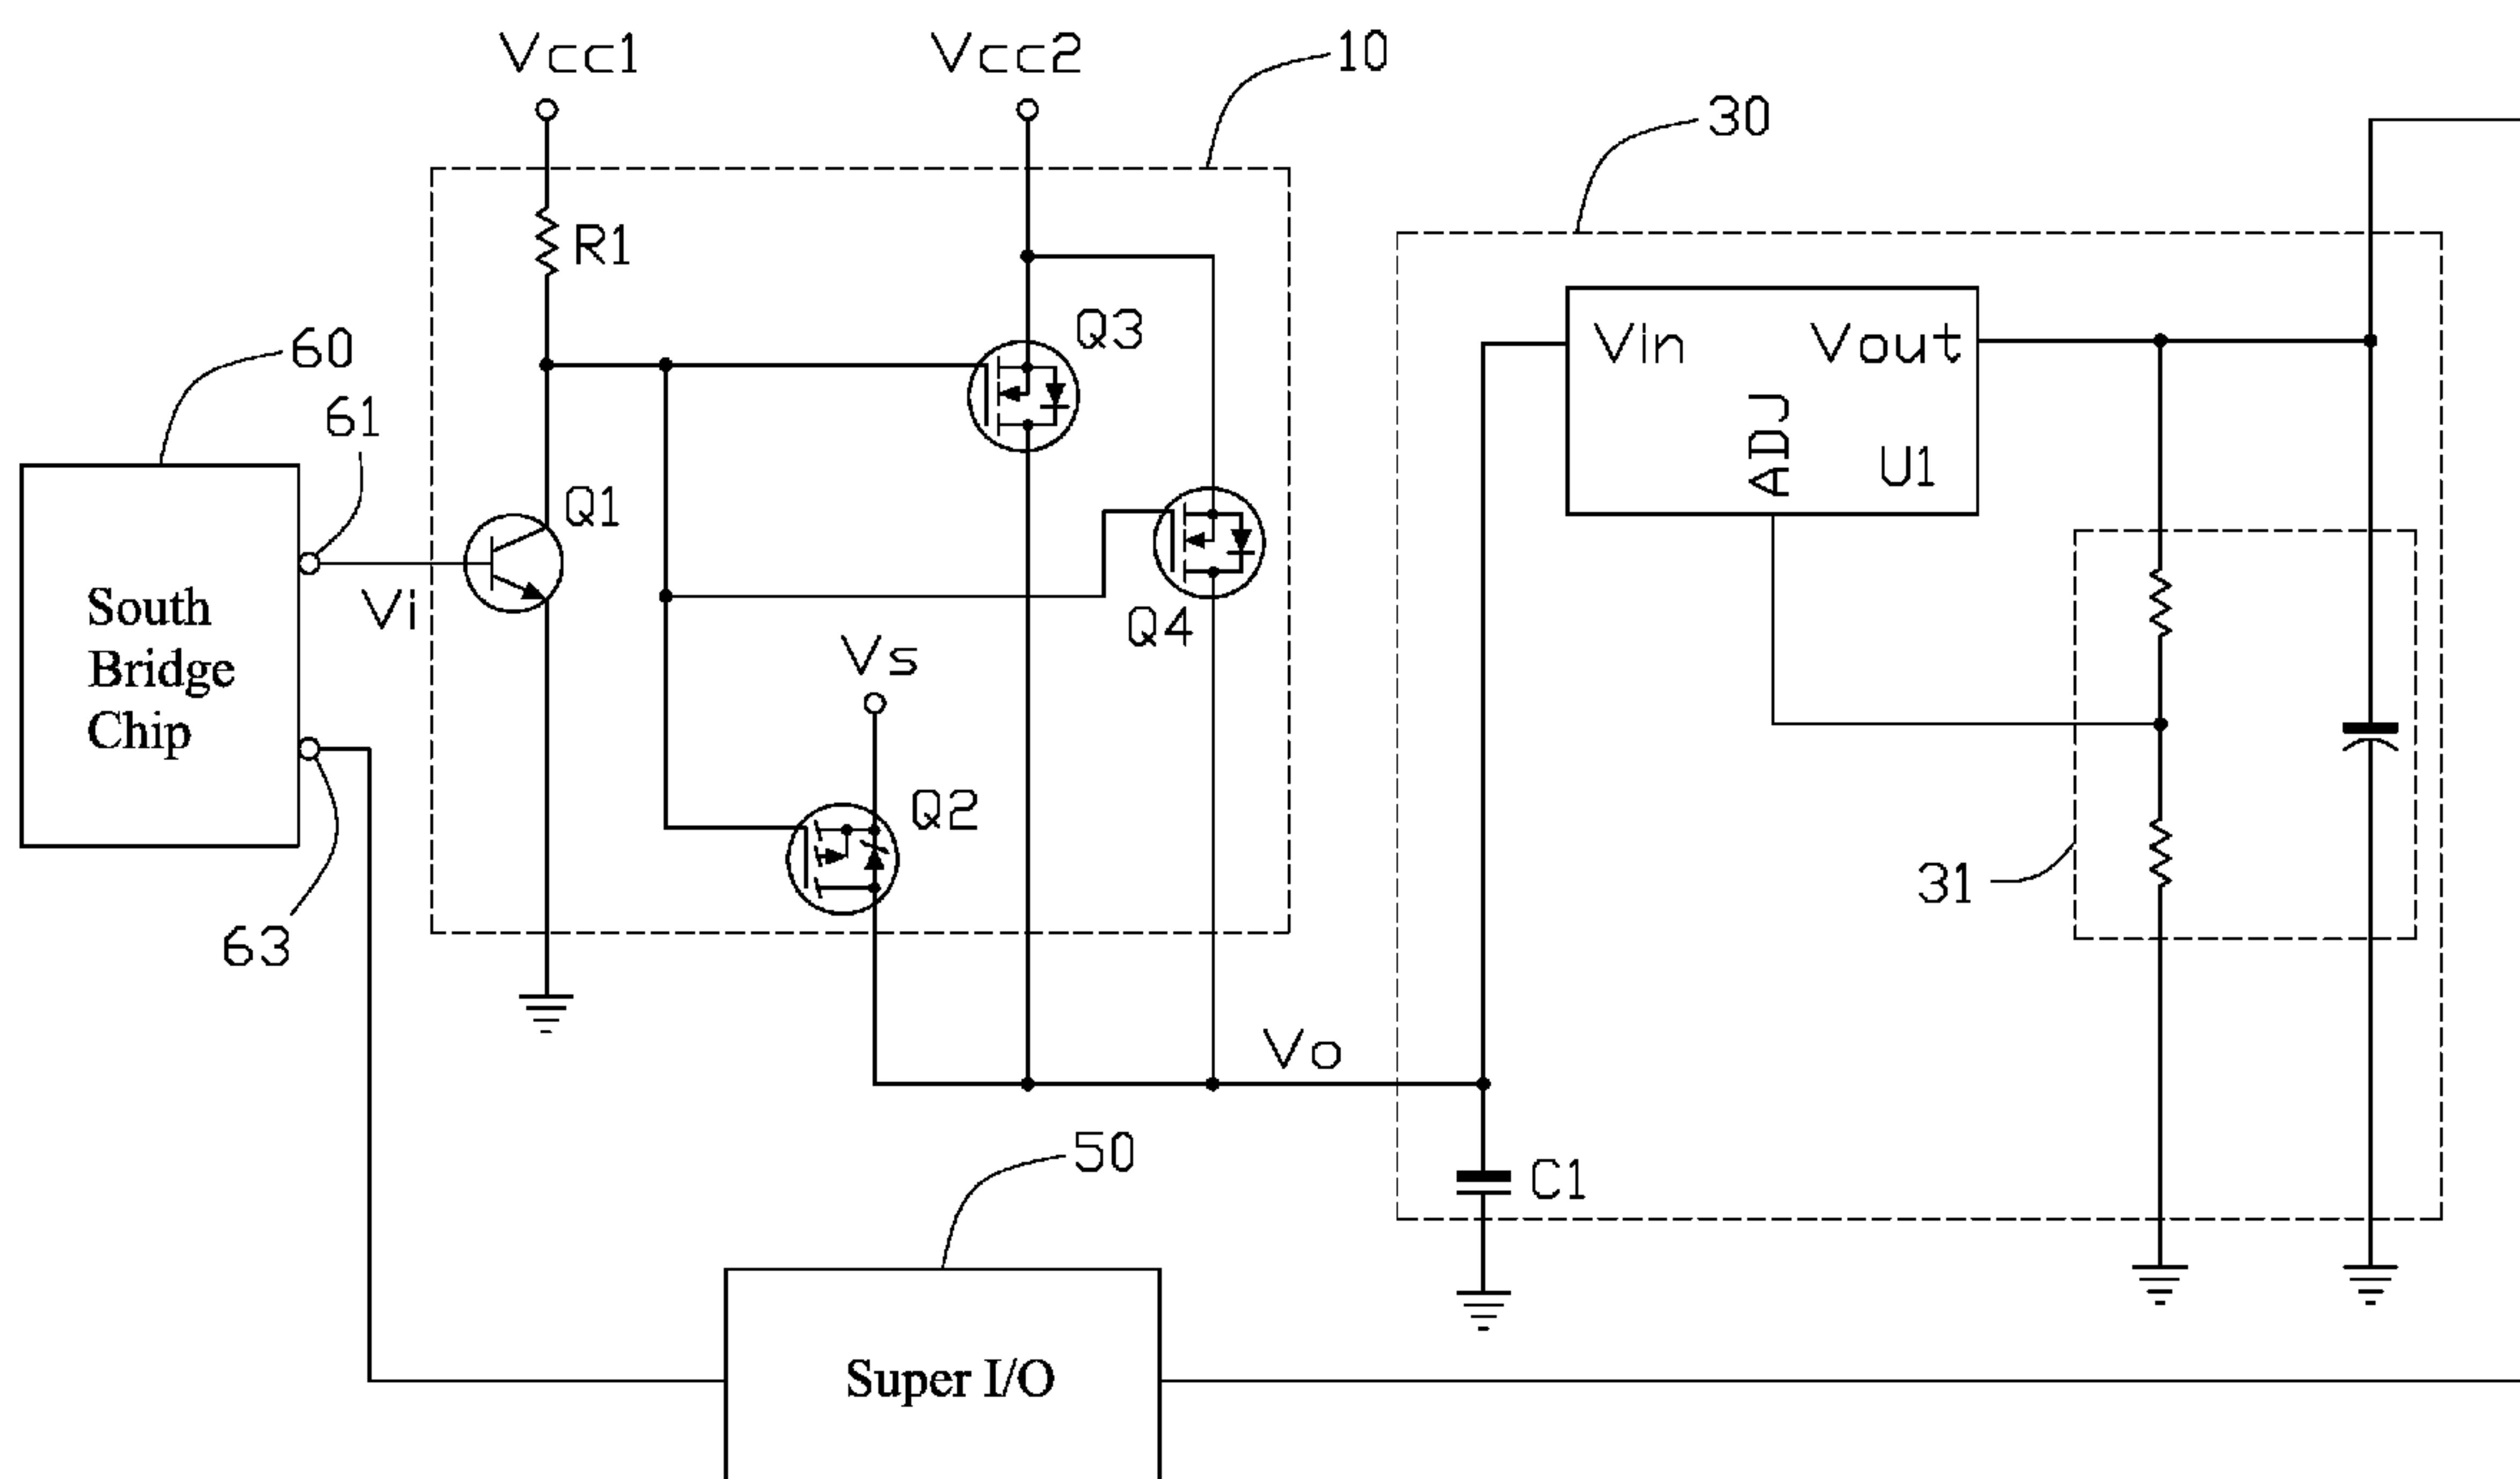 Vcc1
Vcc2
10
30
R1
Q3
60
61
Vin
Vout
ADJ
U1
Q1
South
Bridge
Chip
Vi
Q4
Vs
Q2
31
63
Vo
50
C1
Super I/O